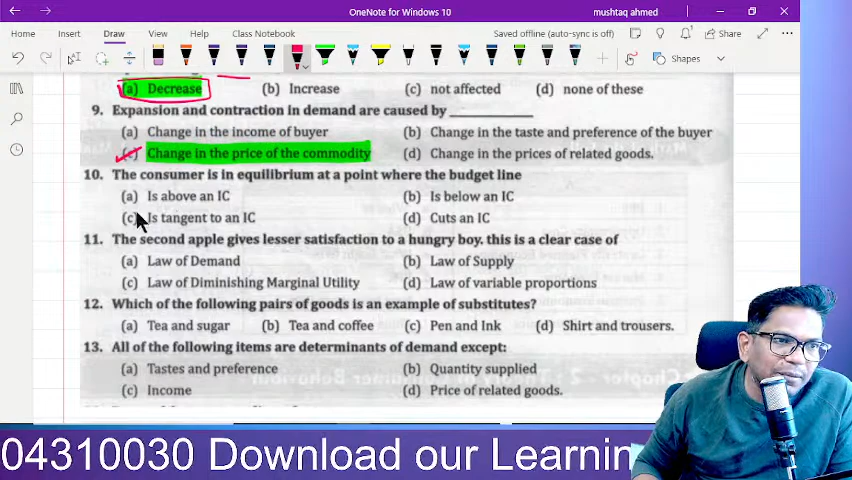 OneNote for Windows 10
mushtaq ahmed
Home Insert Draw View Class Notebook
Saved offline (auto-sync is off)
Share
Shapes
(a) Decrease (b) Increase (c) not affected (d) none of these
9. Expansion and contraction in demand are caused by ____________
(a) Change in the income of buyer (b) Change in the taste and preference of the buyer
(c) Change in the price of the commodity (d) Change in the prices of related goods.
10. The consumer is in equilibrium at a point where the budget line
(a) Is above an IC (b) Is below an IC
(c) Is tangent to an IC (d) Cuts an IC
11. The second apple gives lesser satisfaction to a hungry boy. this is a clear case of
(a) Law of Demand (b) Law of Supply
(c) Law of Diminishing Marginal Utility (d) Law of variable proportions
12. Which of the following pairs of goods is an example of substitutes?
(a) Tea and sugar (b) Tea and coffee (c) Pen and Ink (d) Shirt and trousers.
13. All of the following items are determinants of demand except:
(a) Tastes and preference (b) Quantity supplied
(c) Income (d) Price of related goods.
04310030 Download our Learnin